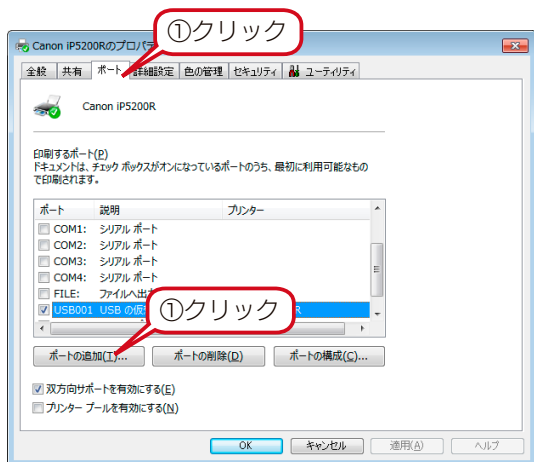 ①クリック
Canon iP5200Rのプロパティ
全般 共有 ポート 詳細設定 色の管理 セキュリティ ユーティリティ
Canon iP5200R
印刷するポート(P)
ドキュメントは、チェック ボックスがオンになっているポートのうち、最初に利用可能なもの
で印刷されます。
ポート 説明 プリンター
COM1: シリアル ポート
COM2: シリアル ポート
COM3: シリアル ポート
COM4: シリアル ポート
FILE: ファイルへ出
①クリック
USB001 USB の仮 R
ポートの追加(T)... ポートの削除(D) ポートの構成(C)...
双方向サポートを有効にする(E)
プリンター プールを有効にする(N)
OK キャンセル 適用(A) ヘルプ